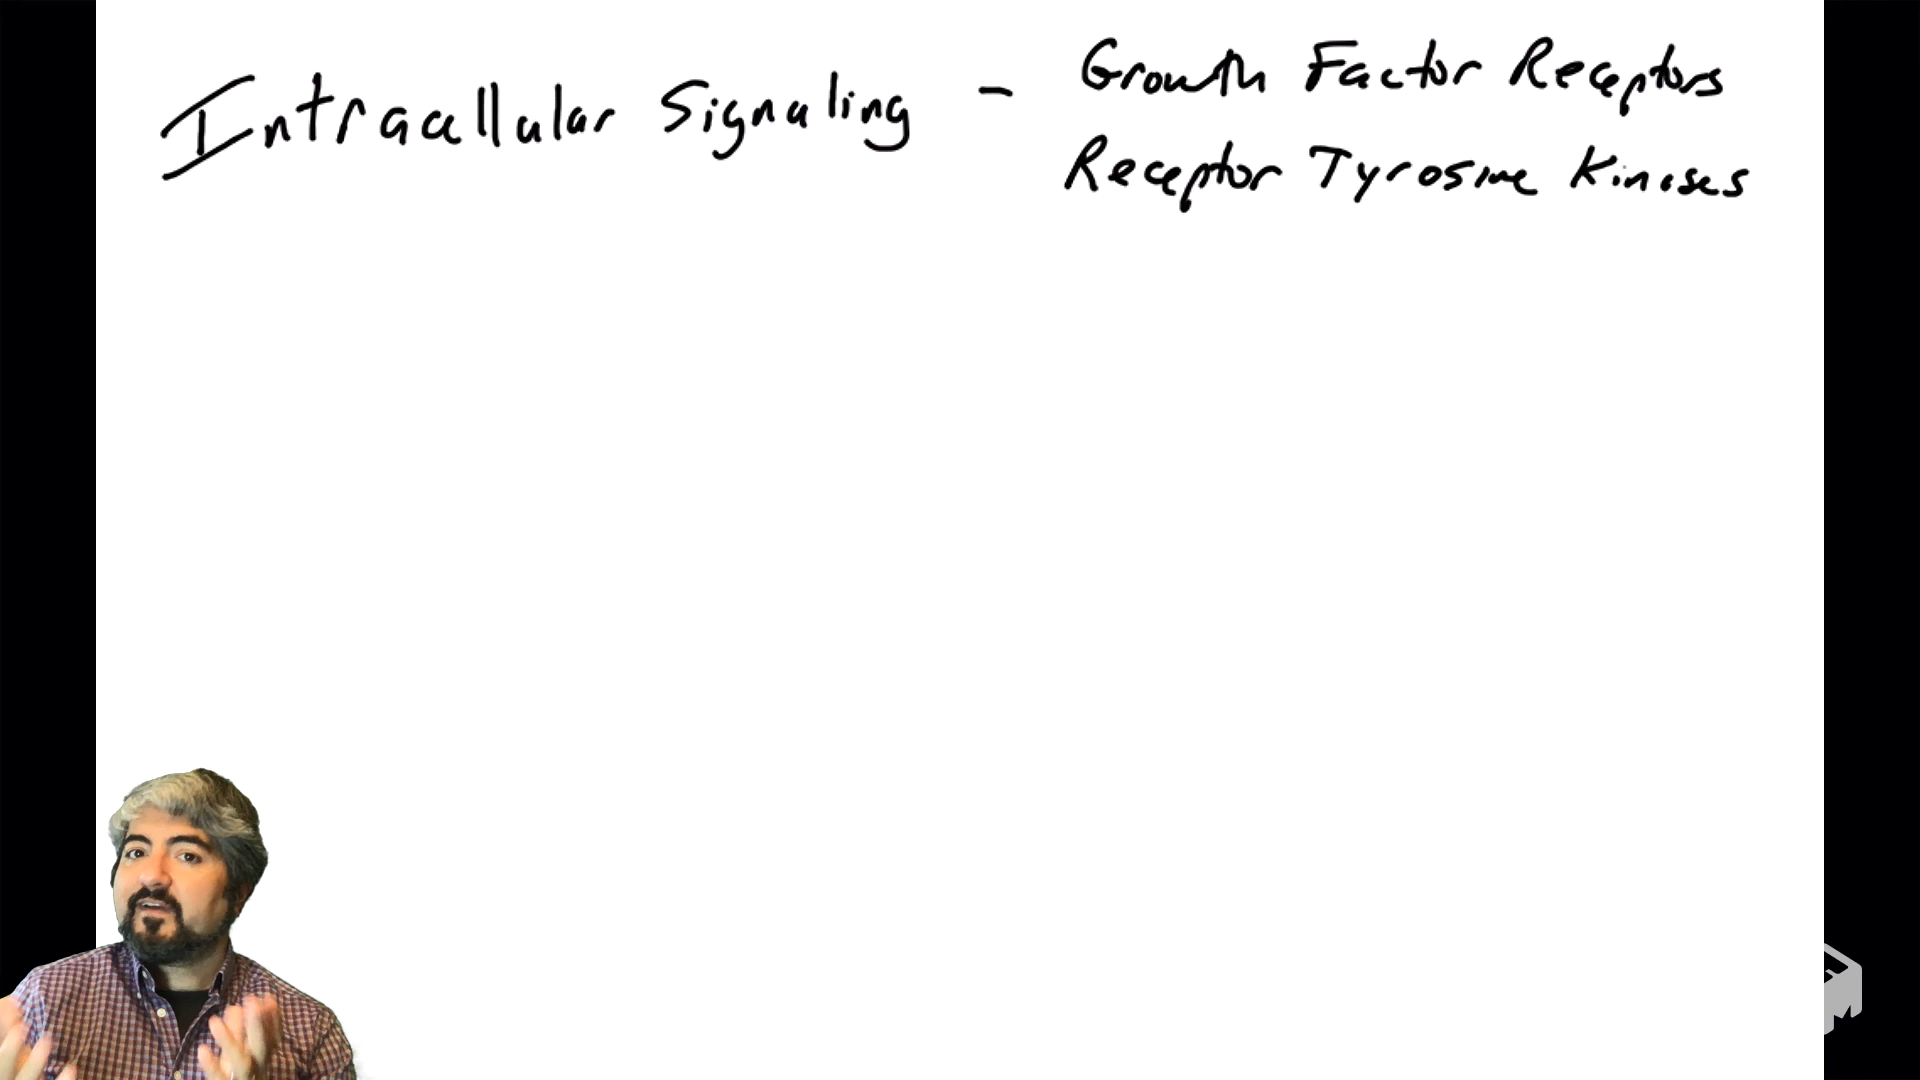 Intracellular Signaling - Growth Factor Receptors
Receptor Tyrosine Kinases